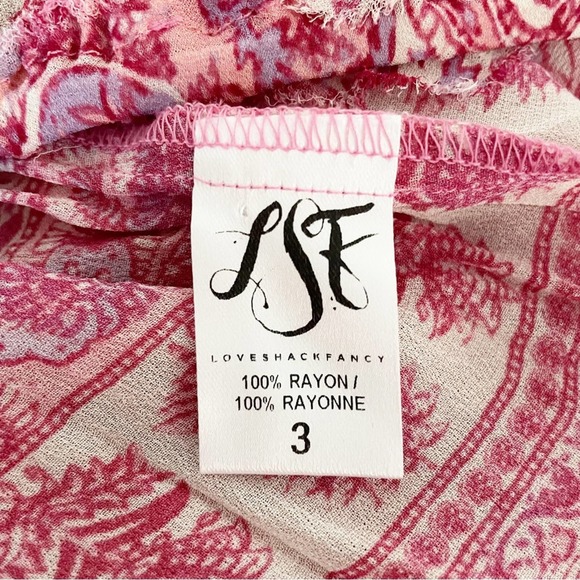 LSF
LOVESHACKFANCY
100% RAYON /
100% RAYONNE
3